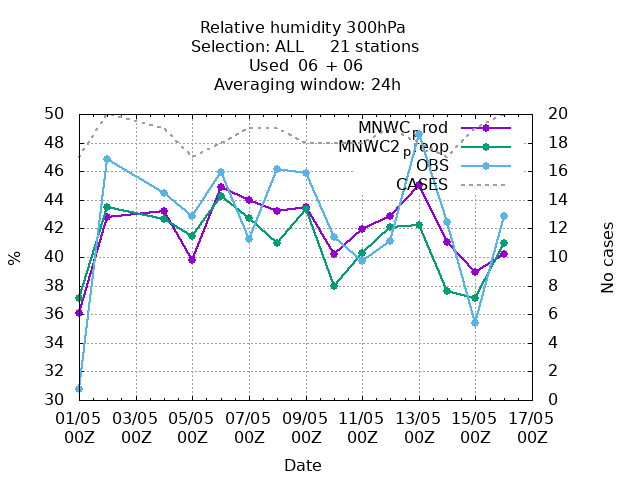 Relative humidity 300hPa
Selection: ALL 21 stations
Used 06 + 06
Averaging window: 24h
50 20
48 18
46 16
44 14
42 12
40 10
38 8
36 6
34 4
32 2
30 0
MNWC_prod
MNWC2_preop
OBS
CASES
%
No cases
01/05 03/05 05/05 07/05 09/05 11/05 13/05 15/05 17/05
00Z 00Z 00Z 00Z 00Z 00Z 00Z 00Z 00Z
Date